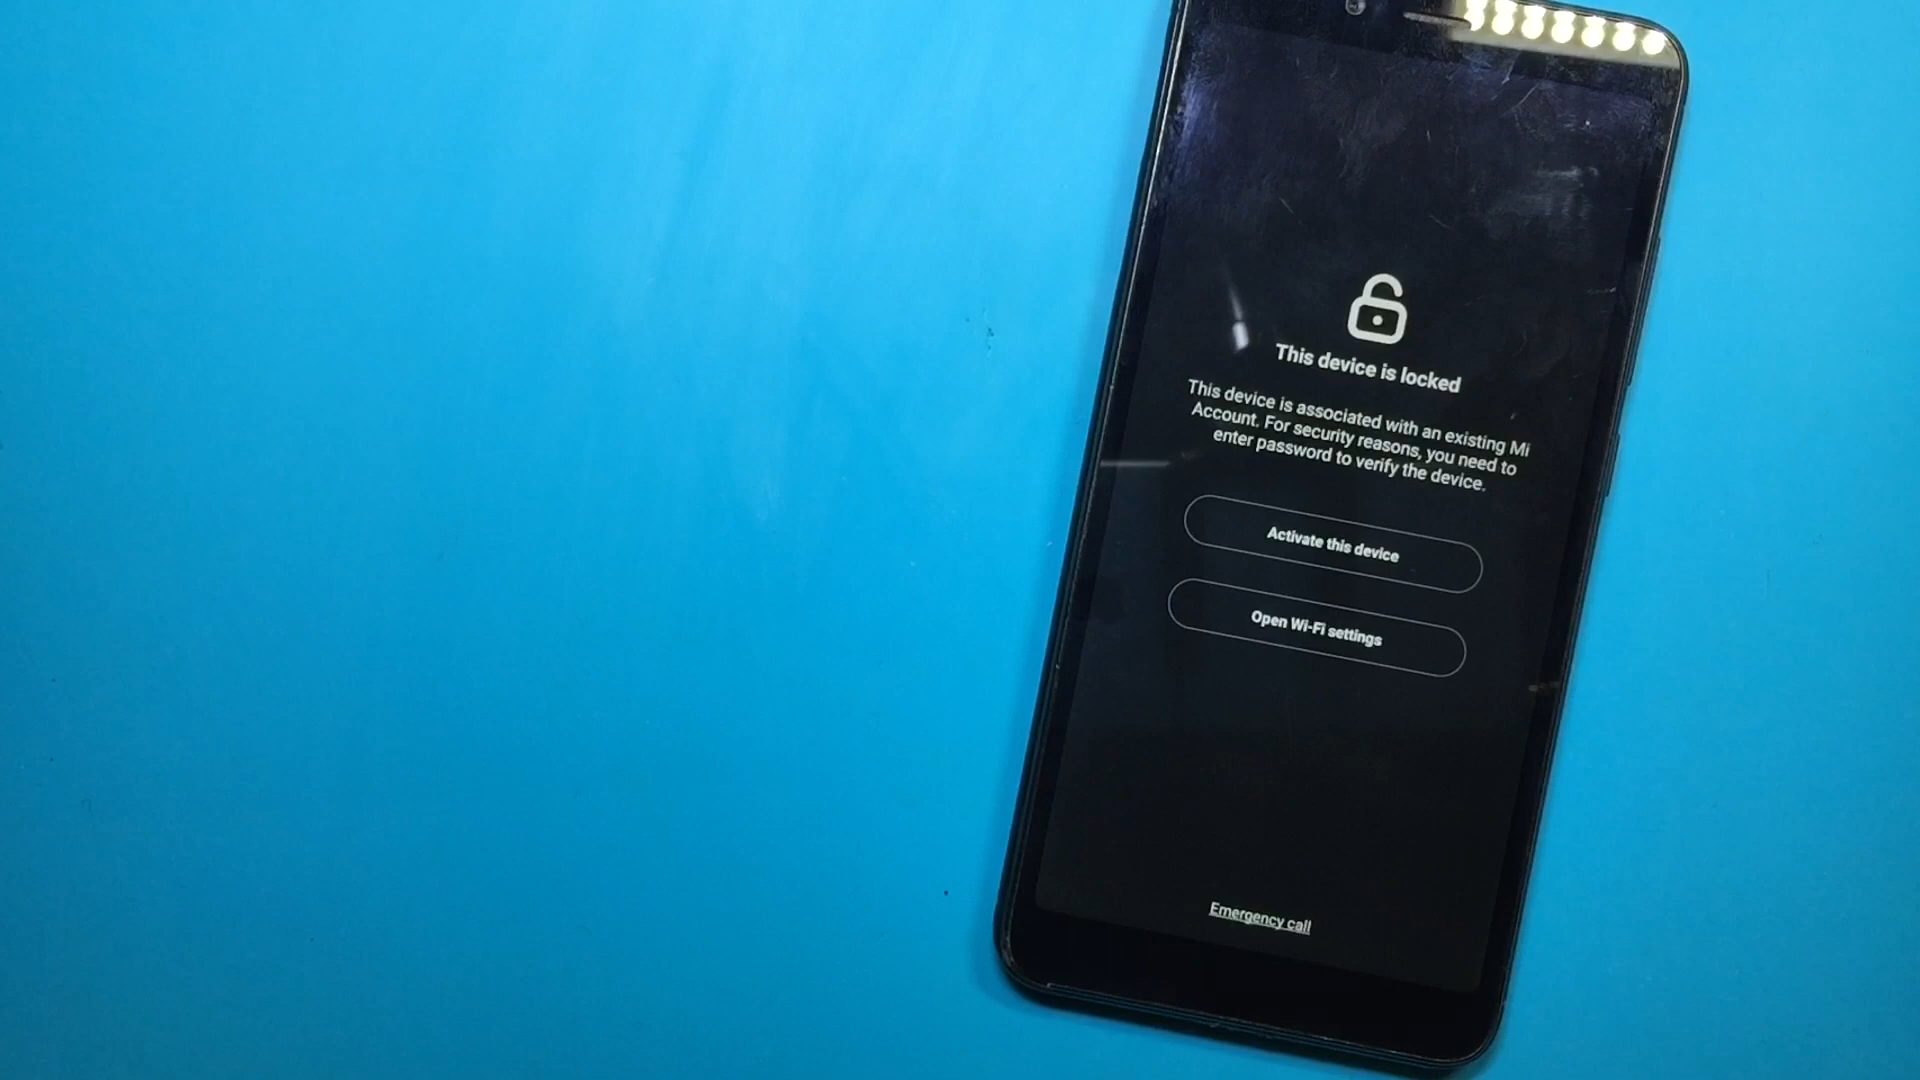 This device is locked
This device is associated with an existing Mi
Account. For security reasons, you need to
enter password to verify the device.
Activate this device
Open Wi-Fi settings
Emergency call